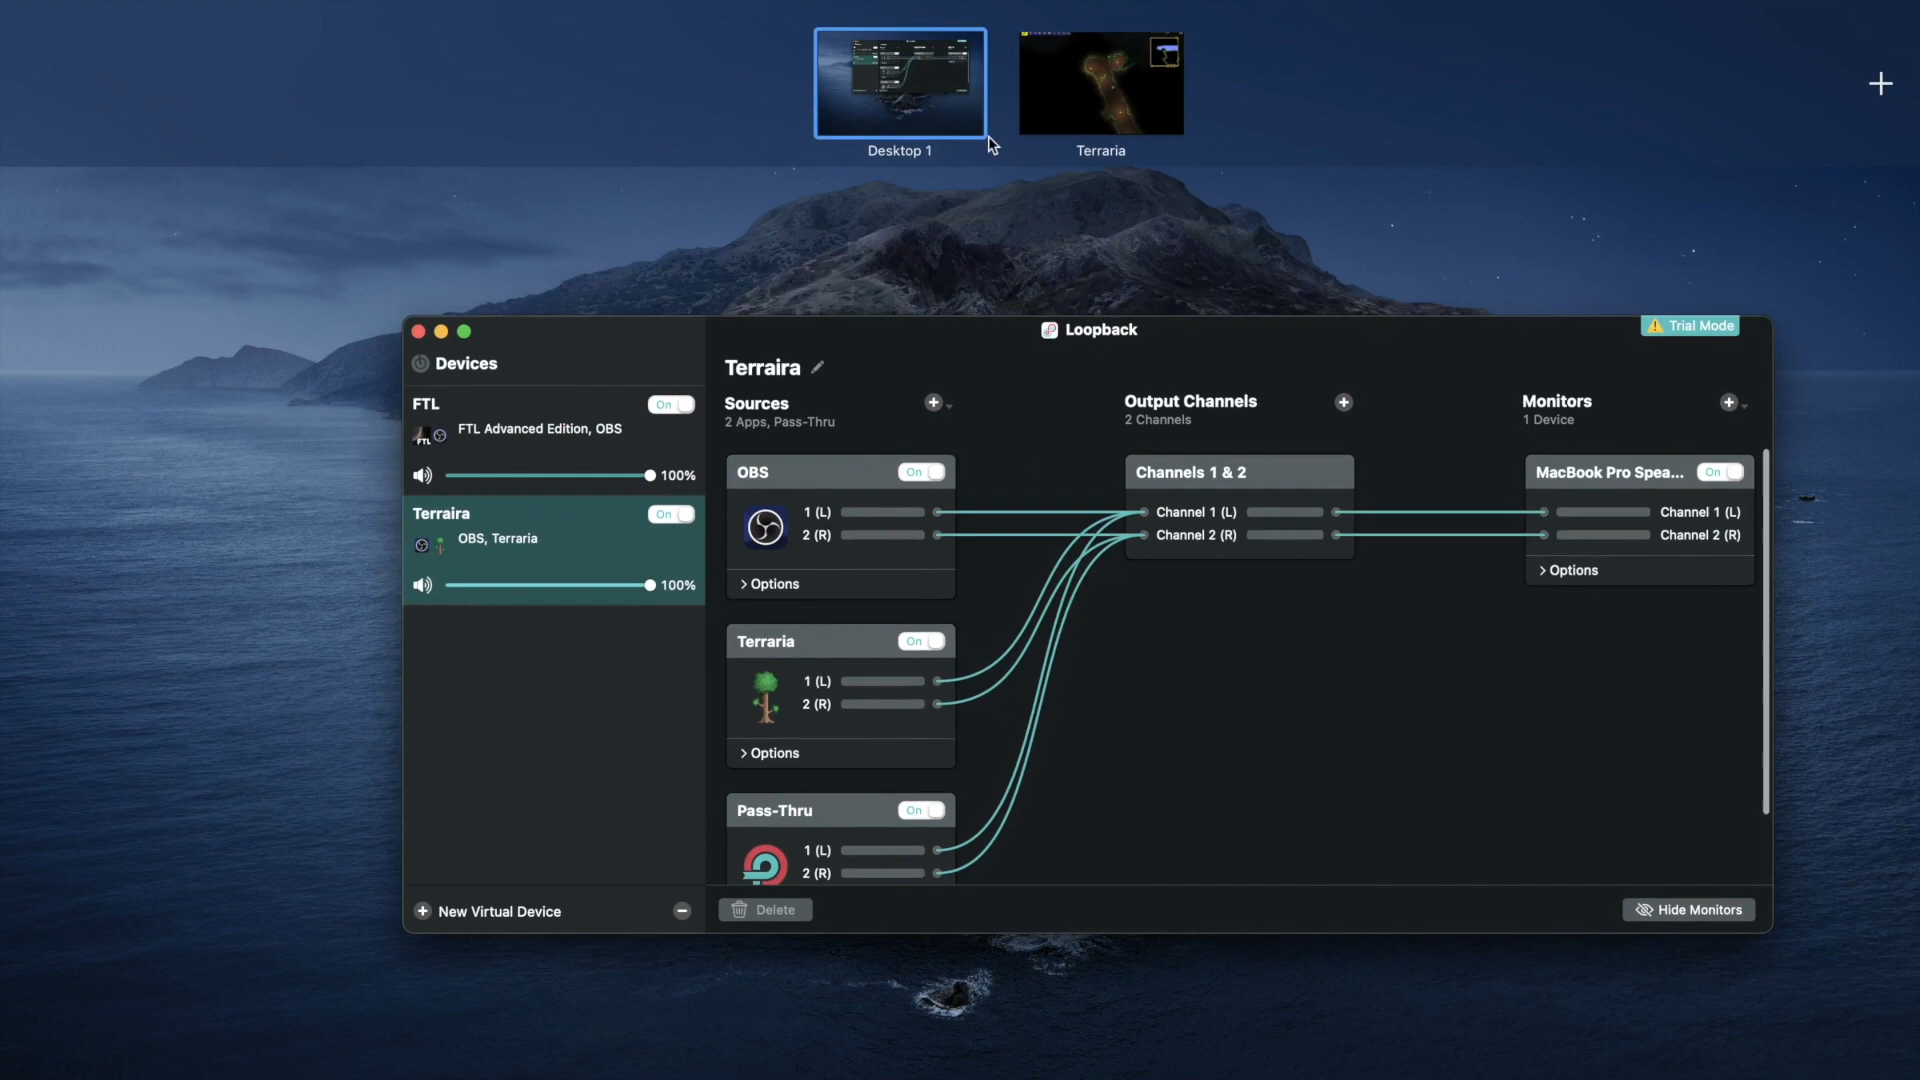 Desktop 1
Terraria
Loopback
Trial Mode
Devices
FTL
On
FTL Advanced Edition, OBS
100%
Terraira
On
OBS, Terraria
100%
New Virtual Device
Terraira
Sources
2 Apps, Pass-Thru
Output Channels
2 Channels
Monitors
1 Device
OBS
On
1 (L)
2 (R)
Options
Terraria
On
1 (L)
2 (R)
Options
Pass-Thru
On
1 (L)
2 (R)
Channels 1 & 2
Channel 1 (L)
Channel 2 (R)
MacBook Pro Spea...
On
Channel 1 (L)
Channel 2 (R)
Options
Delete
Hide Monitors